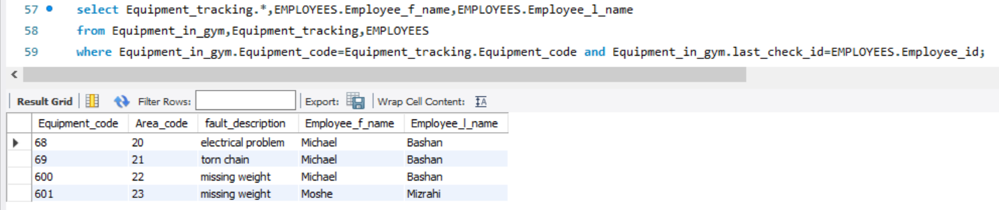 57 select Equipment_tracking.*,EMPLOYEES.Employee_f_name,EMPLOYEES.Employee_l_name
58 from Equipment_in_gym,Equipment_tracking,EMPLOYEES
59 where Equipment_in_gym.Equipment_code=Equipment_tracking.Equipment_code and Equipment_in_gym.last_check_id=EMPLOYEES.Employee_id;
Result Grid Filter Rows: Export: Wrap Cell Content:
Equipment_code Area_code fault_description Employee_f_name Employee_l_name
68 20 electrical problem Michael Bashan
69 21 torn chain Michael Bashan
600 22 missing weight Michael Bashan
601 23 missing weight Moshe Mizrahi